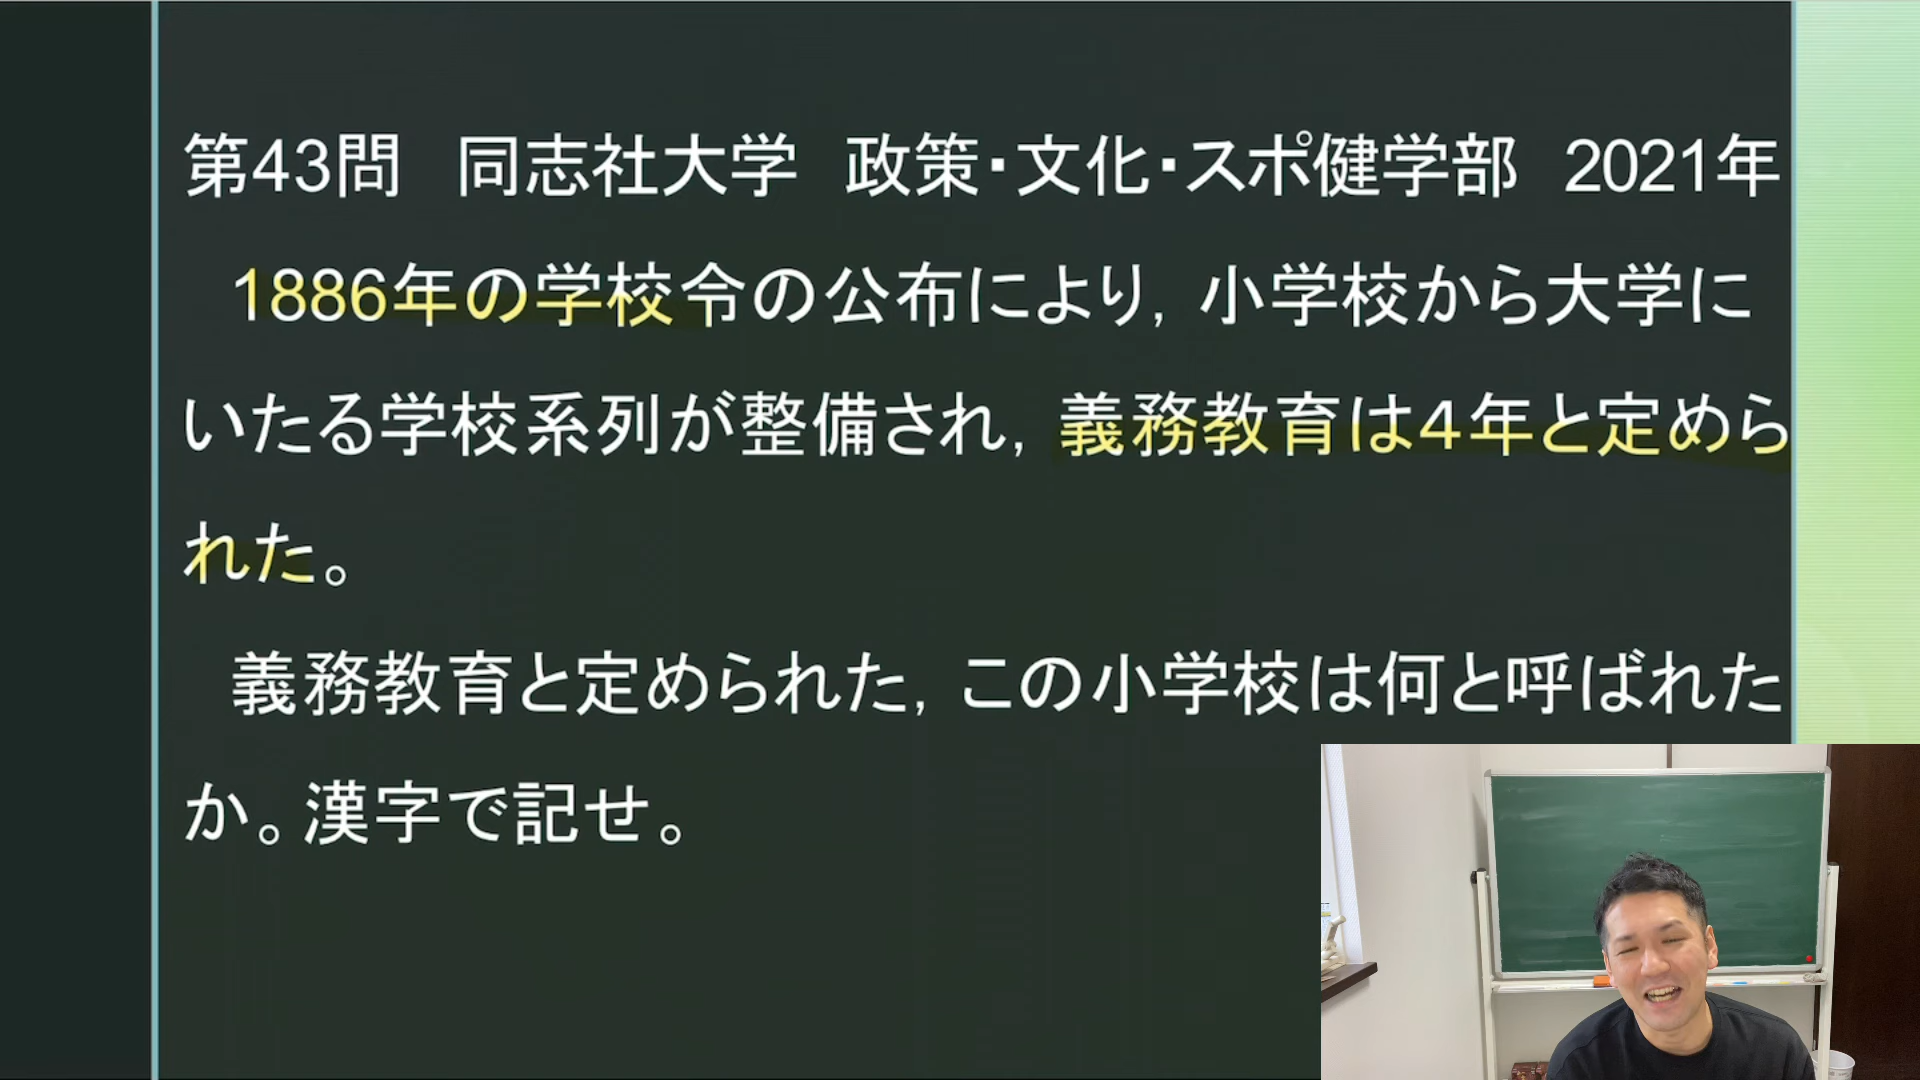 第43問　同志社大学　政策・文化・スポ健学部　2021年
1886年の学校令の公布により，小学校から大学に
いたる学校系列が整備され，義務教育は４年と定めら
れた。
義務教育と定められた，この小学校は何と呼ばれた
か。漢字で記せ。